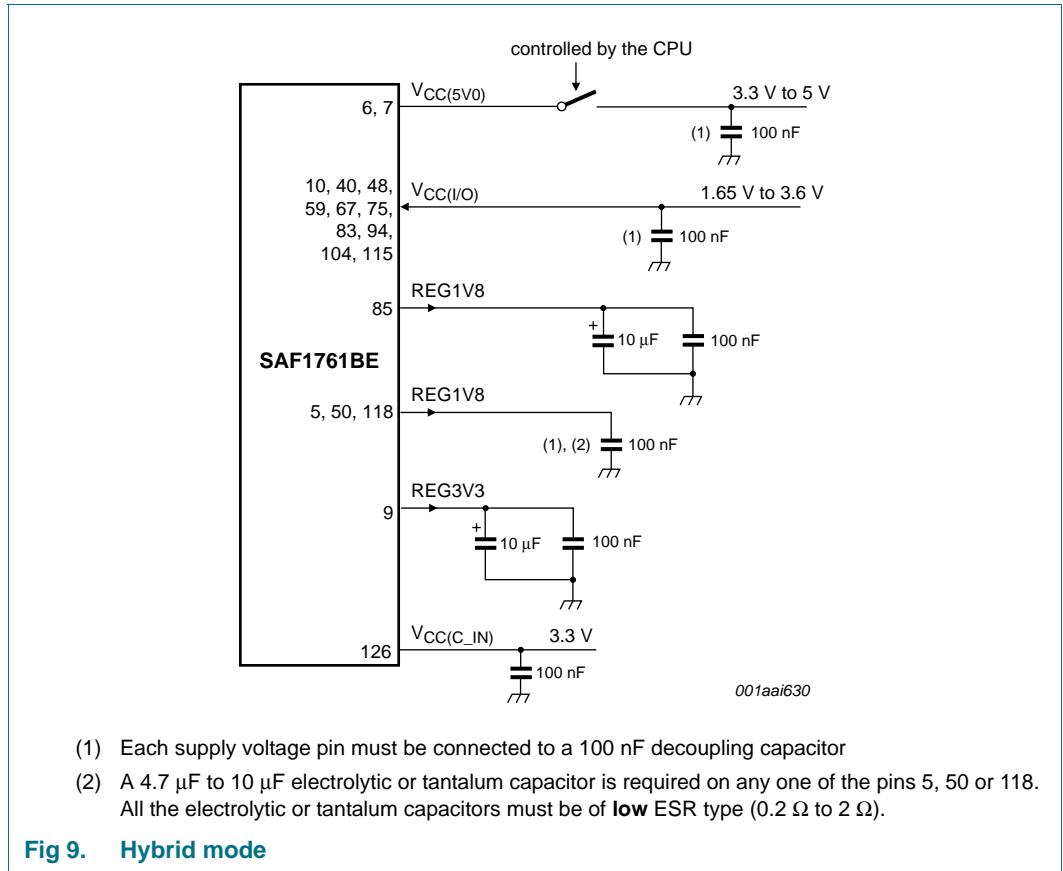 controlled by the CPU
6, 7
VCC(5V0)
3.3 V to 5 V
(1)
100 nF
10, 40, 48,
59, 67, 75,
83, 94,
104, 115
VCC(I/O)
1.65 V to 3.6 V
(1)
100 nF
85
REG1V8
+
10 μF
100 nF
SAF1761BE
5, 50, 118
REG1V8
(1), (2)
100 nF
9
REG3V3
+
10 μF
100 nF
126
VCC(C_IN)
3.3 V
100 nF
001aai630
(1) Each supply voltage pin must be connected to a 100 nF decoupling capacitor
(2) A 4.7 μF to 10 μF electrolytic or tantalum capacitor is required on any one of the pins 5, 50 or 118.
All the electrolytic or tantalum capacitors must be of low ESR type (0.2 Ω to 2 Ω).
Fig 9. Hybrid mode